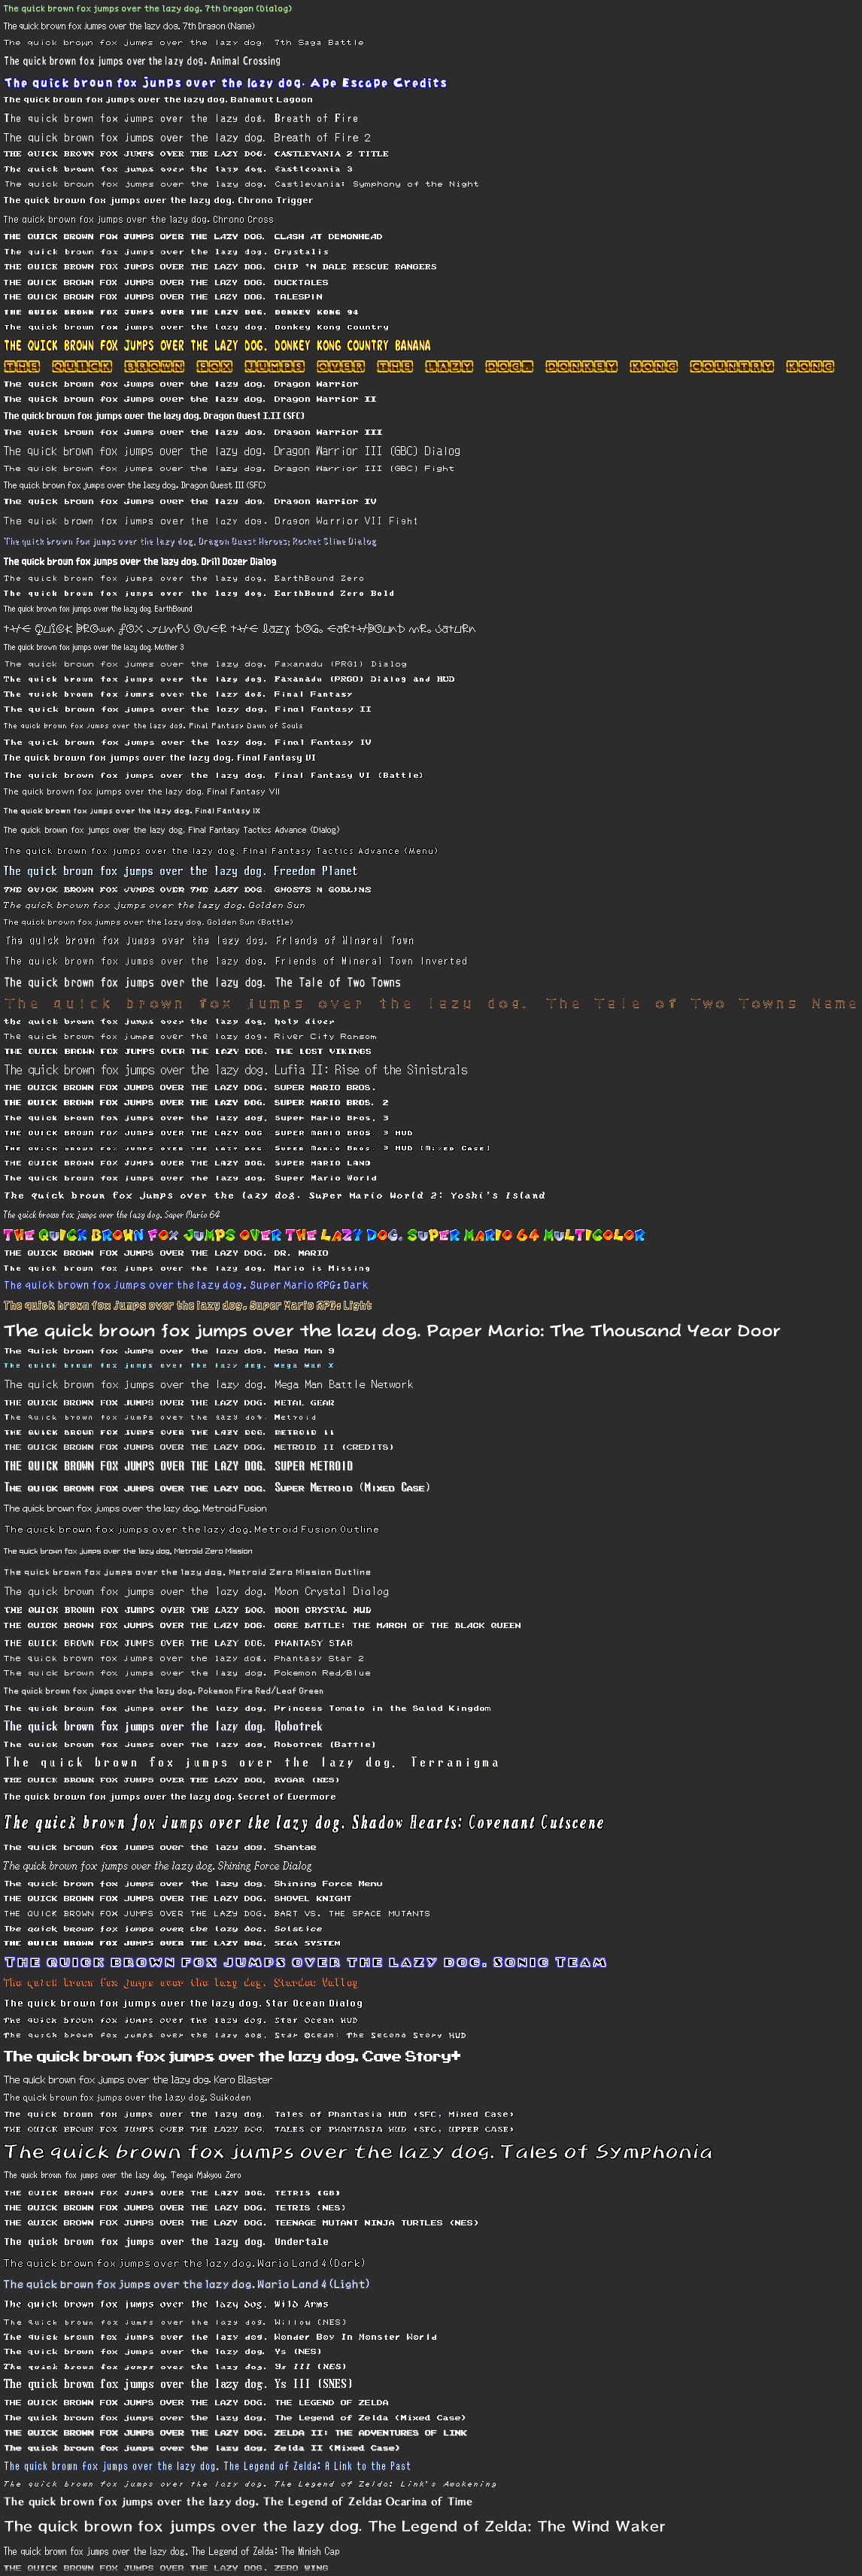 The quick brown fox jumps over the lazy dog. 7th Dragon (Dialog)
The quick brown fox jumps over the lazy dog. 7th Dragon (Name)
The quick brown fox jumps over the lazy dog. 7th Saga Battle
The quick brown fox jumps over the lazy dog. Animal Crossing
The quick brown fox jumps over the lazy dog. Ape Escape Credits
The quick brown fox jumps over the lazy dog. Bahamut Lagoon
The quick brown fox jumps over the lazy dog. Breath of Fire
The quick brown fox jumps over the lazy dog. Breath of Fire 2
THE QUICK BROWN FOX JUMPS OVER THE LAZY DOG. CASTLEVANIA 2 TITLE
The quick brown fox jumps over the lazy dog. Castlevania 3
The quick brown fox jumps over the lazy dog. Castlevania: Symphony of the Night
The quick brown fox jumps over the lazy dog. Chrono Trigger
The quick brown fox jumps over the lazy dog. Chrono Cross
THE QUICK BROWN FOX JUMPS OVER THE LAZY DOG. CLASH AT DEMONHEAD
The quick brown fox jumps over the lazy dog. Crystalis
THE QUICK BROWN FOX JUMPS OVER THE LAZY DOG. CHIP 'N DALE RESCUE RANGERS
THE QUICK BROWN FOX JUMPS OVER THE LAZY DOG. DUCKTALES
THE QUICK BROWN FOX JUMPS OVER THE LAZY DOG. TALESPIN
THE QUICK BROWN FOX JUMPS OVER THE LAZY DOG. DONKEY KONG 94
The quick brown fox jumps over the lazy dog. Donkey Kong Country
THE QUICK BROWN FOX JUMPS OVER THE LAZY DOG. DONKEY KONG COUNTRY BANANA
THE QUICK BROWN FOX JUMPS OVER THE LAZY DOG. DONKEY KONG COUNTRY KONG
The quick brown fox jumps over the lazy dog. Dragon Warrior
The quick brown fox jumps over the lazy dog. Dragon Warrior II
The quick brown fox jumps over the lazy dog. Dragon Quest I.II (SFC)
The quick brown fox jumps over the lazy dog. Dragon Warrior III
The quick brown fox jumps over the lazy dog. Dragon Warrior III (GBC) Dialog
The quick brown fox jumps over the lazy dog. Dragon Warrior III (GBC) Fight
The quick brown fox jumps over the lazy dog. Dragon Quest III (SFC)
The quick brown fox jumps over the lazy dog. Dragon Warrior IV
The quick brown fox jumps over the lazy dog. Dragon Warrior VII Fight
The quick brown fox jumps over the lazy dog. Dragon Quest Heroes: Rocket Slime Dialog
The quick brown fox jumps over the lazy dog. Drill Dozer Dialog
The quick brown fox jumps over the lazy dog. EarthBound Zero
The quick brown fox jumps over the lazy dog. EarthBound Zero Bold
The quick brown fox jumps over the lazy dog. EarthBound
tHE QUiCK BROwn fOX JUmPS OVER tHE lazy DOG. EaRtHBOUnD mR. SatURn
The quick brown fox jumps over the lazy dog. Mother 3
The quick brown fox jumps over the lazy dog. Faxanadu (PRG1) Dialog
The quick brown fox jumps over the lazy dog. Faxanadu (PRG0) Dialog and HUD
The quick brown fox jumps over the lazy dog. Final Fantasy
The quick brown fox jumps over the lazy dog. Final Fantasy II
The quick brown fox jumps over the lazy dog. Final Fantasy Dawn of Souls
The quick brown fox jumps over the lazy dog. Final Fantasy IV
The quick brown fox jumps over the lazy dog. Final Fantasy VI
The quick brown fox jumps over the lazy dog. Final Fantasy VI (Battle)
The quick brown fox jumps over the lazy dog. Final Fantasy VII
The quick brown fox jumps over the lazy dog. Final Fantasy IX
The quick brown fox jumps over the lazy dog. Final Fantasy Tactics Advance (Dialog)
The quick brown fox jumps over the lazy dog. Final Fantasy Tactics Advance (Menu)
The quick brown fox jumps over the lazy dog. Freedom Planet
THE QUICK BROWN FOX JUMPS OVER THE LAZY DOG. GHOSTS N GOBLINS
The quick brown fox jumps over the lazy dog. Golden Sun
The quick brown fox jumps over the lazy dog. Golden Sun (Battle)
The quick brown fox jumps over the lazy dog. Friends of Mineral Town
The quick brown fox jumps over the lazy dog. Friends of Mineral Town Inverted
The quick brown fox jumps over the lazy dog. The Tale of Two Towns
The quick brown fox jumps over the lazy dog. The Tale of Two Towns Name
the quick brown fox jumps over the lazy dog. holy diver
The quick brown fox jumps over the lazy dog. River City Ransom
THE QUICK BROWN FOX JUMPS OVER THE LAZY DOG. THE LOST VIKINGS
The quick brown fox jumps over the lazy dog. Lufia II: Rise of the Sinistrals
THE QUICK BROWN FOX JUMPS OVER THE LAZY DOG. SUPER MARIO BROS.
THE QUICK BROWN FOX JUMPS OVER THE LAZY DOG. SUPER MARIO BROS. 2
The quick brown fox jumps over the lazy dog. Super Mario Bros. 3
THE QUICK BROWN FOX JUMPS OVER THE LAZY DOG. SUPER MARIO BROS. 3 HUD
The quick brown fox jumps over the lazy dog. Super Mario Bros. 3 HUD (Mixed Case)
THE QUICK BROWN FOX JUMPS OVER THE LAZY DOG. SUPER MARIO LAND
The quick brown fox jumps over the lazy dog. Super Mario World
The quick brown fox jumps over the lazy dog. Super Mario World 2: Yoshi's Island
The quick brown fox jumps over the lazy dog. Super Mario 64
THE QUICK BROWN FOX JUMPS OVER THE LAZY DOG. SUPER MARIO 64 MULTICOLOR
THE QUICK BROWN FOX JUMPS OVER THE LAZY DOG. DR. MARIO
The quick brown fox jumps over the lazy dog. Mario is Missing
The quick brown fox Jumps over the lazy dog. Super Mario RPG: Dark
The quick brown fox Jumps over the lazy dog. Super Mario RPG: Light
The quick brown fox jumps over the lazy dog. Paper Mario: The Thousand Year Door
The quick brown fox jumps over the lazy dog. Mega Man 9
The quick brown fox jumps over the lazy dog. Mega Man X
The quick brown fox jumps over the lazy dog. Mega Man Battle Network
THE QUICK BROWN FOX JUMPS OVER THE LAZY DOG. METAL GEAR
The quick brown fox jumps over the lazy dog. Metroid
THE QUICK BROWN FOX JUMPS OVER THE LAZY DOG. METROID II
THE QUICK BROWN FOX JUMPS OVER THE LAZY DOG. METROID II (CREDITS)
THE QUICK BROWN FOX JUMPS OVER THE LAZY DOG. SUPER METROID
The quick brown fox jumps over the lazy dog. Super Metroid (Mixed Case)
The quick brown fox jumps over the lazy dog. Metroid Fusion
The quick brown fox jumps over the lazy dog. Metroid Fusion Outline
The quick brown fox jumps over the lazy dog. Metroid Zero Mission
The quick brown fox jumps over the lazy dog. Metroid Zero Mission Outline
The quick brown fox jumps over the lazy dog. Moon Crystal Dialog
THE QUICK BROWN FOX JUMPS OVER THE LAZY DOG. MOON CRYSTAL HUD
THE QUICK BROWN FOX JUMPS OVER THE LAZY DOG. OGRE BATTLE: THE MARCH OF THE BLACK QUEEN
THE QUICK BROWN FOX JUMPS OVER THE LAZY DOG. PHANTASY STAR
The quick brown fox jumps over the lazy dog. Phantasy Star 2
The quick brown fox jumps over the lazy dog. Pokemon Red/Blue
The quick brown fox jumps over the lazy dog. Pokemon Fire Red/Leaf Green
The quick brown fox jumps over the lazy dog. Princess Tomato in the Salad Kingdom
The quick brown fox jumps over the lazy dog. Robotrek
The quick brown fox jumps over the lazy dog. Robotrek (Battle)
The quick brown fox jumps over the lazy dog. Terranigma
THE QUICK BROWN FOX JUMPS OVER THE LAZY DOG. RYGAR (NES)
The quick brown fox jumps over the lazy dog. Secret of Evermore
The quick brown fox jumps over the lazy dog. Shadow Hearts: Covenant Cutscene
The quick brown fox jumps over the lazy dog. Shantae
The quick brown fox jumps over the lazy dog. Shining Force Dialog
The quick brown fox jumps over the lazy dog. Shining Force Menu
THE QUICK BROWN FOX JUMPS OVER THE LAZY DOG. SHOVEL KNIGHT
THE QUICK BROWN FOX JUMPS OVER THE LAZY DOG. BART VS. THE SPACE MUTANTS
The quick brown fox jumps over the lazy dog. Solstice
THE QUICK BROWN FOX JUMPS OVER THE LAZY DOG. SEGA SYSTEM
The quick brown fox jumps over the lazy dog. Sonic Team
The quick brown fox jumps over the lazy dog. Stardew Valley
The quick brown fox jumps over the lazy dog. Star Ocean Dialog
The quick brown fox jumps over the lazy dog. Star Ocean HUD
The quick brown fox jumps over the lazy dog. Star Ocean: The Second Story HUD
The quick brown fox jumps over the lazy dog. Cave Story+
The quick brown fox jumps over the lazy dog. Kero Blaster
The quick brown fox jumps over the lazy dog. Suikoden
The quick brown fox jumps over the lazy dog. Tales of Phantasia HUD (SFC, Mixed Case)
THE QUICK BROWN FOX JUMPS OVER THE LAZY DOG. TALES OF PHANTASIA HUD (SFC, UPPER CASE)
The quick brown fox jumps over the lazy dog. Tales of Symphonia
The quick brown fox jumps over the lazy dog. Tengai Makyou Zero
THE QUICK BROWN FOX JUMPS OVER THE LAZY DOG. TETRIS (GB)
THE QUICK BROWN FOX JUMPS OVER THE LAZY DOG. TETRIS (NES)
THE QUICK BROWN FOX JUMPS OVER THE LAZY DOG. TEENAGE MUTANT NINJA TURTLES (NES)
The quick brown fox jumps over the lazy dog. Undertale
The quick brown fox jumps over the lazy dog. Wario Land 4 (Dark)
The quick brown fox jumps over the lazy dog. Wario Land 4 (Light)
The quick brown fox jumps over the lazy dog. Wild Arms
The quick brown fox jumps over the lazy dog. Willow (NES)
The quick brown fox jumps over the lazy dog. Wonder Boy In Monster World
The quick brown fox jumps over the lazy dog. Ys (NES)
The quick brown fox jumps over the lazy dog. Ys III (NES)
The quick brown fox jumps over the lazy dog. Ys III (SNES)
THE QUICK BROWN FOX JUMPS OVER THE LAZY DOG. THE LEGEND OF ZELDA
The quick brown fox jumps over the lazy dog. The Legend of Zelda (Mixed Case)
THE QUICK BROWN FOX JUMPS OVER THE LAZY DOG. ZELDA II: THE ADVENTURES OF LINK
The quick brown fox jumps over the lazy dog. Zelda II (Mixed Case)
The quick brown fox jumps over the lazy dog. The Legend of Zelda: A Link to the Past
The quick brown fox jumps over the lazy dog. The Legend of Zelda: Link's Awakening
The quick brown fox jumps over the lazy dog. The Legend of Zelda: Ocarina of Time
The quick brown fox jumps over the lazy dog. The Legend of Zelda: The Wind Waker
The quick brown fox jumps over the lazy dog. The Legend of Zelda: The Minish Cap
THE QUICK BROWN FOX JUMPS OVER THE LAZY DOG. ZERO WING